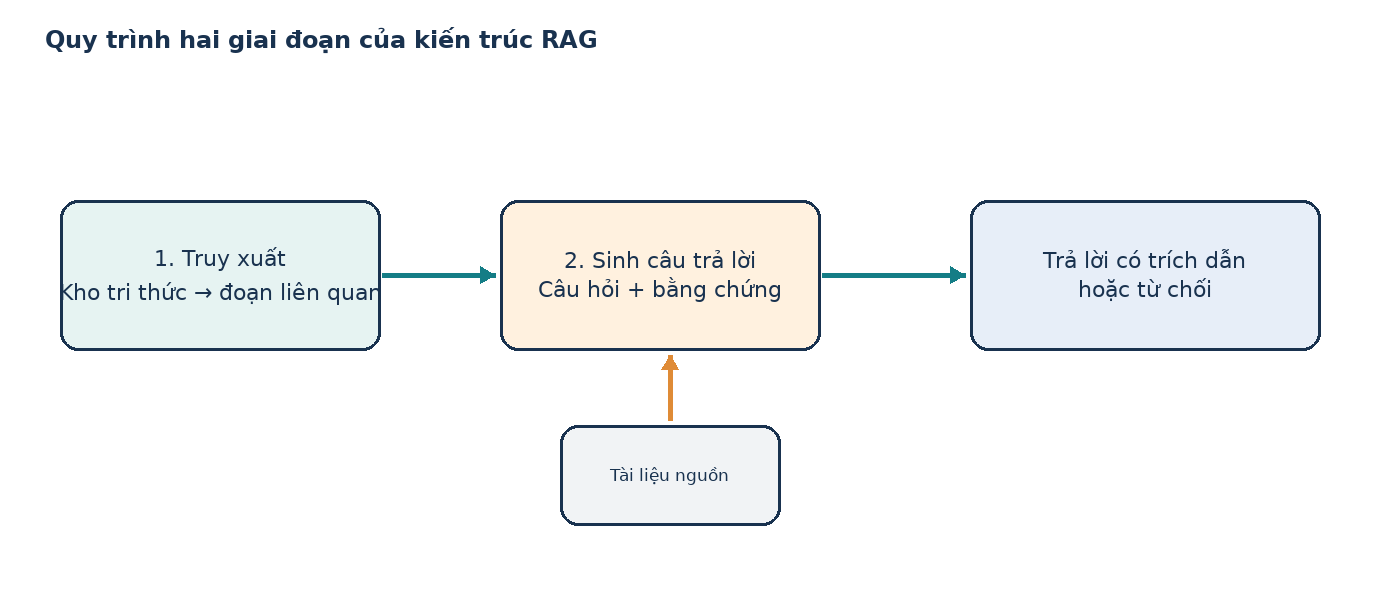 Quy trình hai giai đoạn của kiến trúc RAG
1. Truy xuất
Kho tri thức → đoạn liên quan
2. Sinh câu trả lời
Câu hỏi + bằng chứng
Trả lời có trích dẫn
hoặc từ chối
Tài liệu nguồn